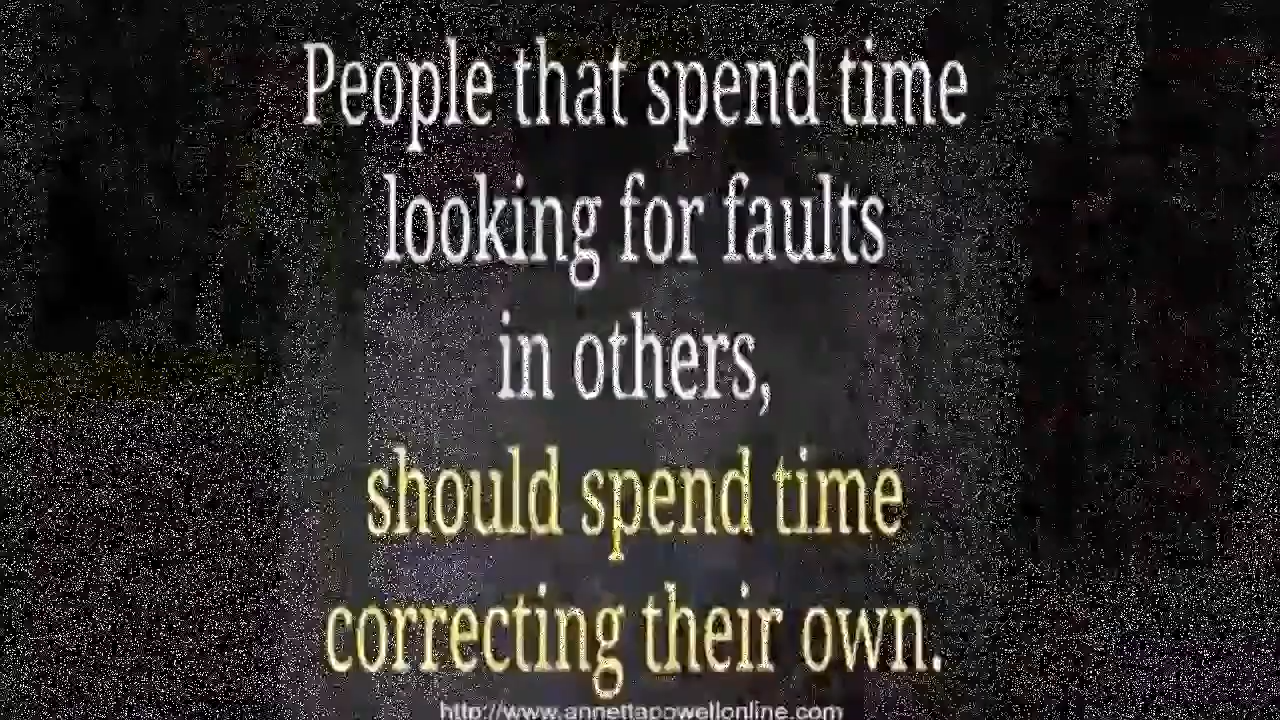 People that spend time
looking for faults
in others,
should spend time
correcting their own.
http://www.annettapowellonline.com